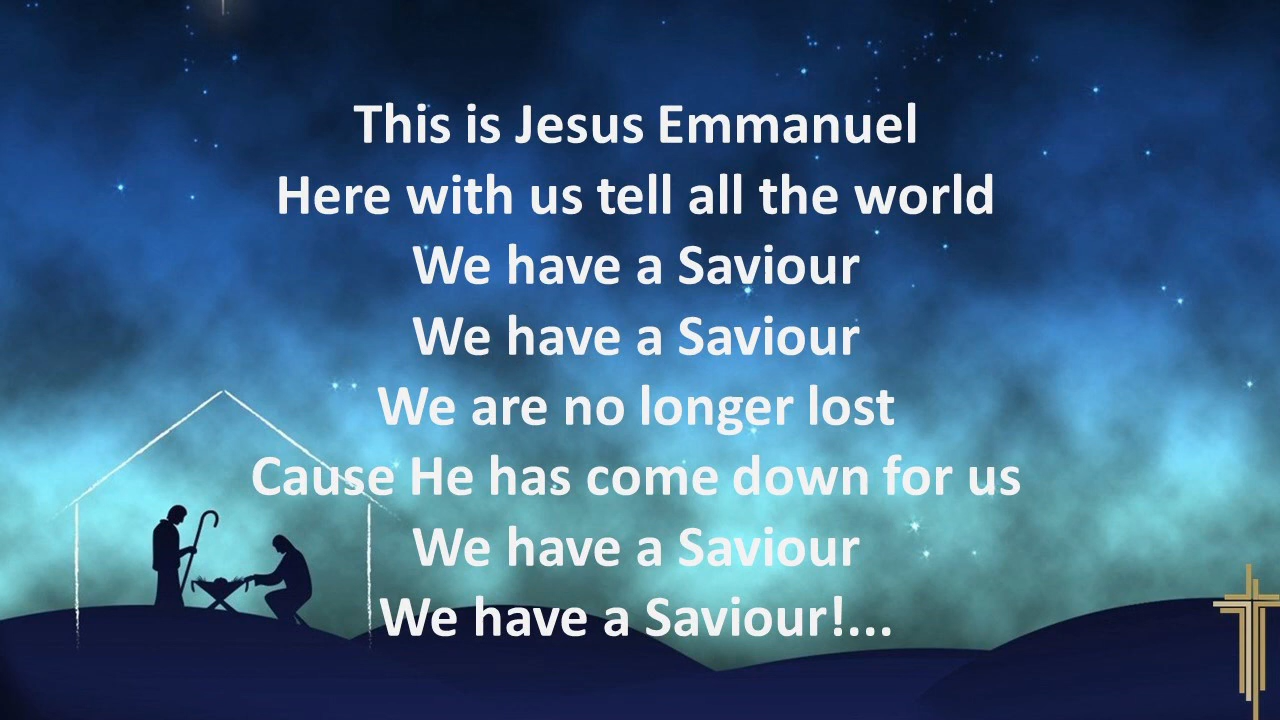 This is Jesus Emmanuel
Here with us tell all the world
We have a Saviour
We have a Saviour
We are no longer lost
Cause He has come down for us
We have a Saviour
We have a Saviour!...